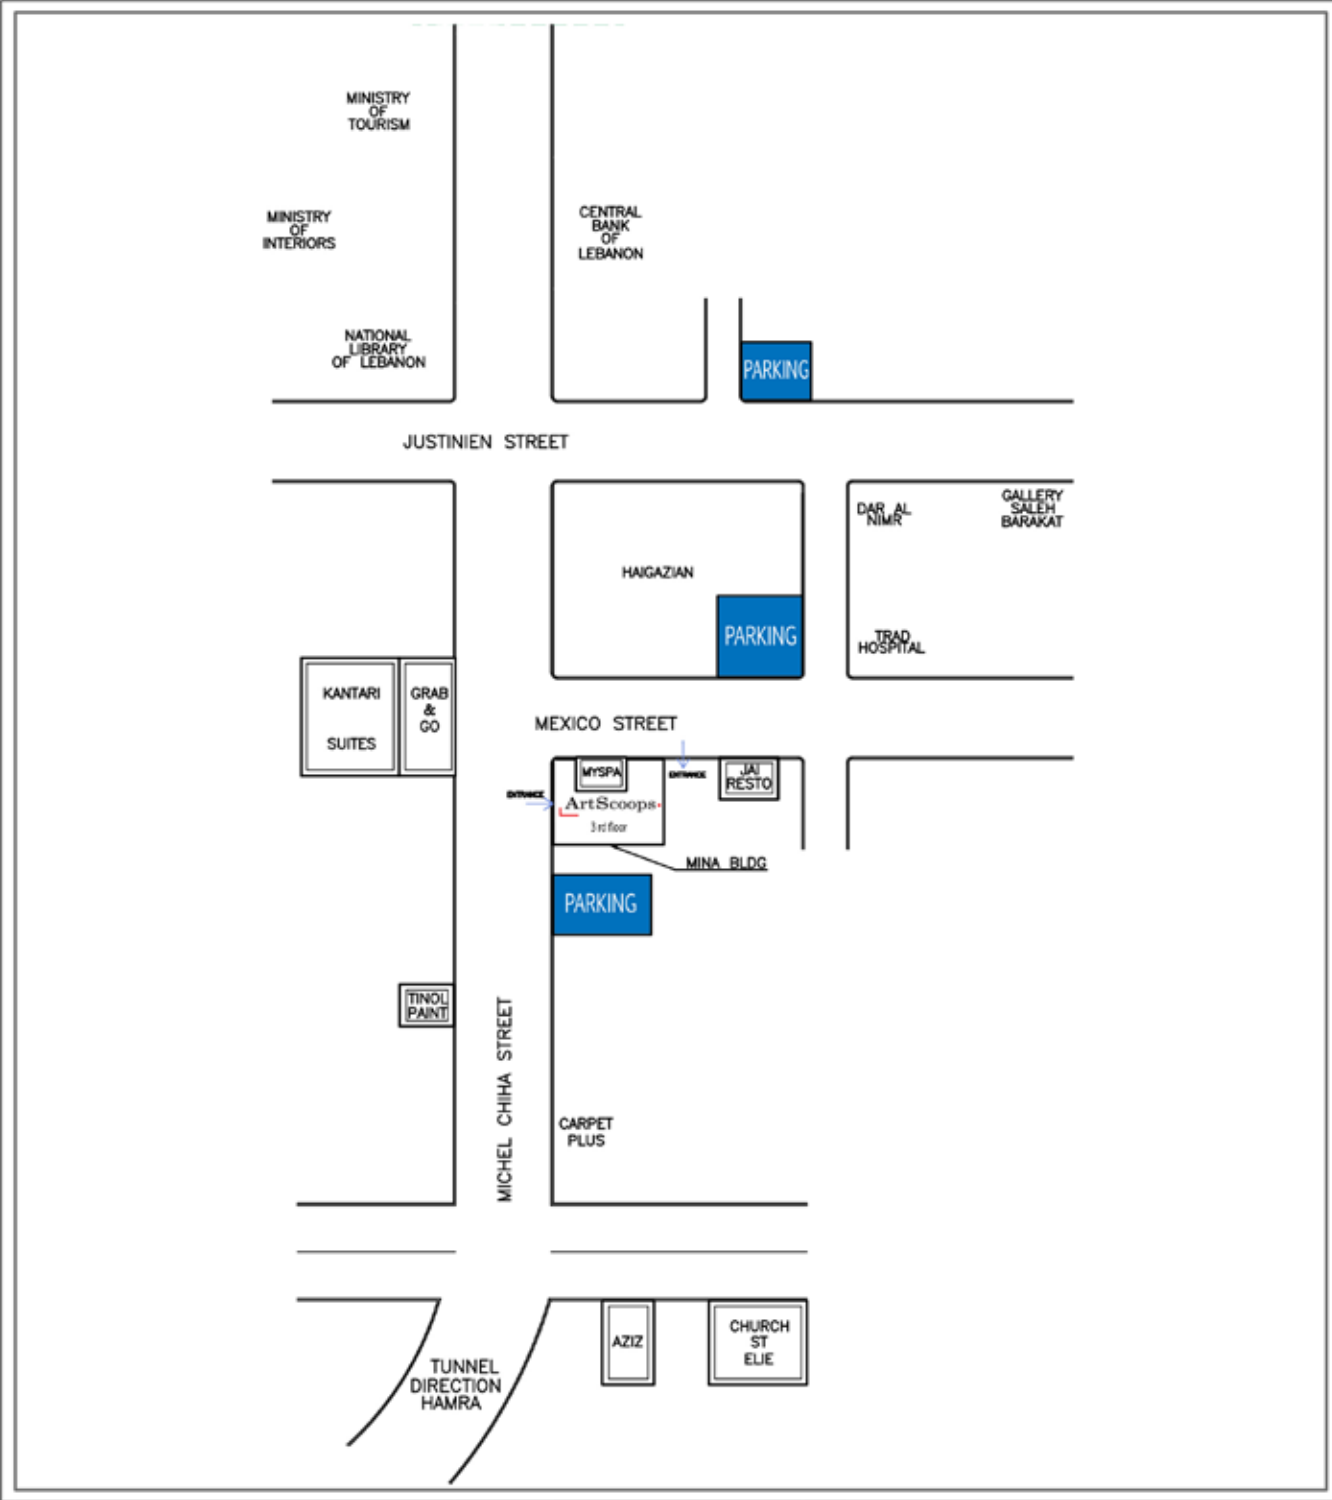 MINISTRY
OF
TOURISM
MINISTRY
OF
INTERIORS
CENTRAL
BANK
OF
LEBANON
NATIONAL
LIBRARY
OF LEBANON
PARKING
JUSTINIEN STREET
DAR AL
NIMR
GALLERY
SALEH
BARAKAT
HAIGAZIAN
PARKING
TRAD
HOSPITAL
KANTARI
SUITES
GRAB
&
GO
MEXICO STREET
MYSPA
ENTRANCE
JAI
RESTO
ENTRANCE
ArtScoops
3rd floor
MINA BLDG
PARKING
TINOL
PAINT
MICHEL CHIHA STREET
CARPET
PLUS
AZIZ
CHURCH
ST
ELIE
TUNNEL
DIRECTION
HAMRA